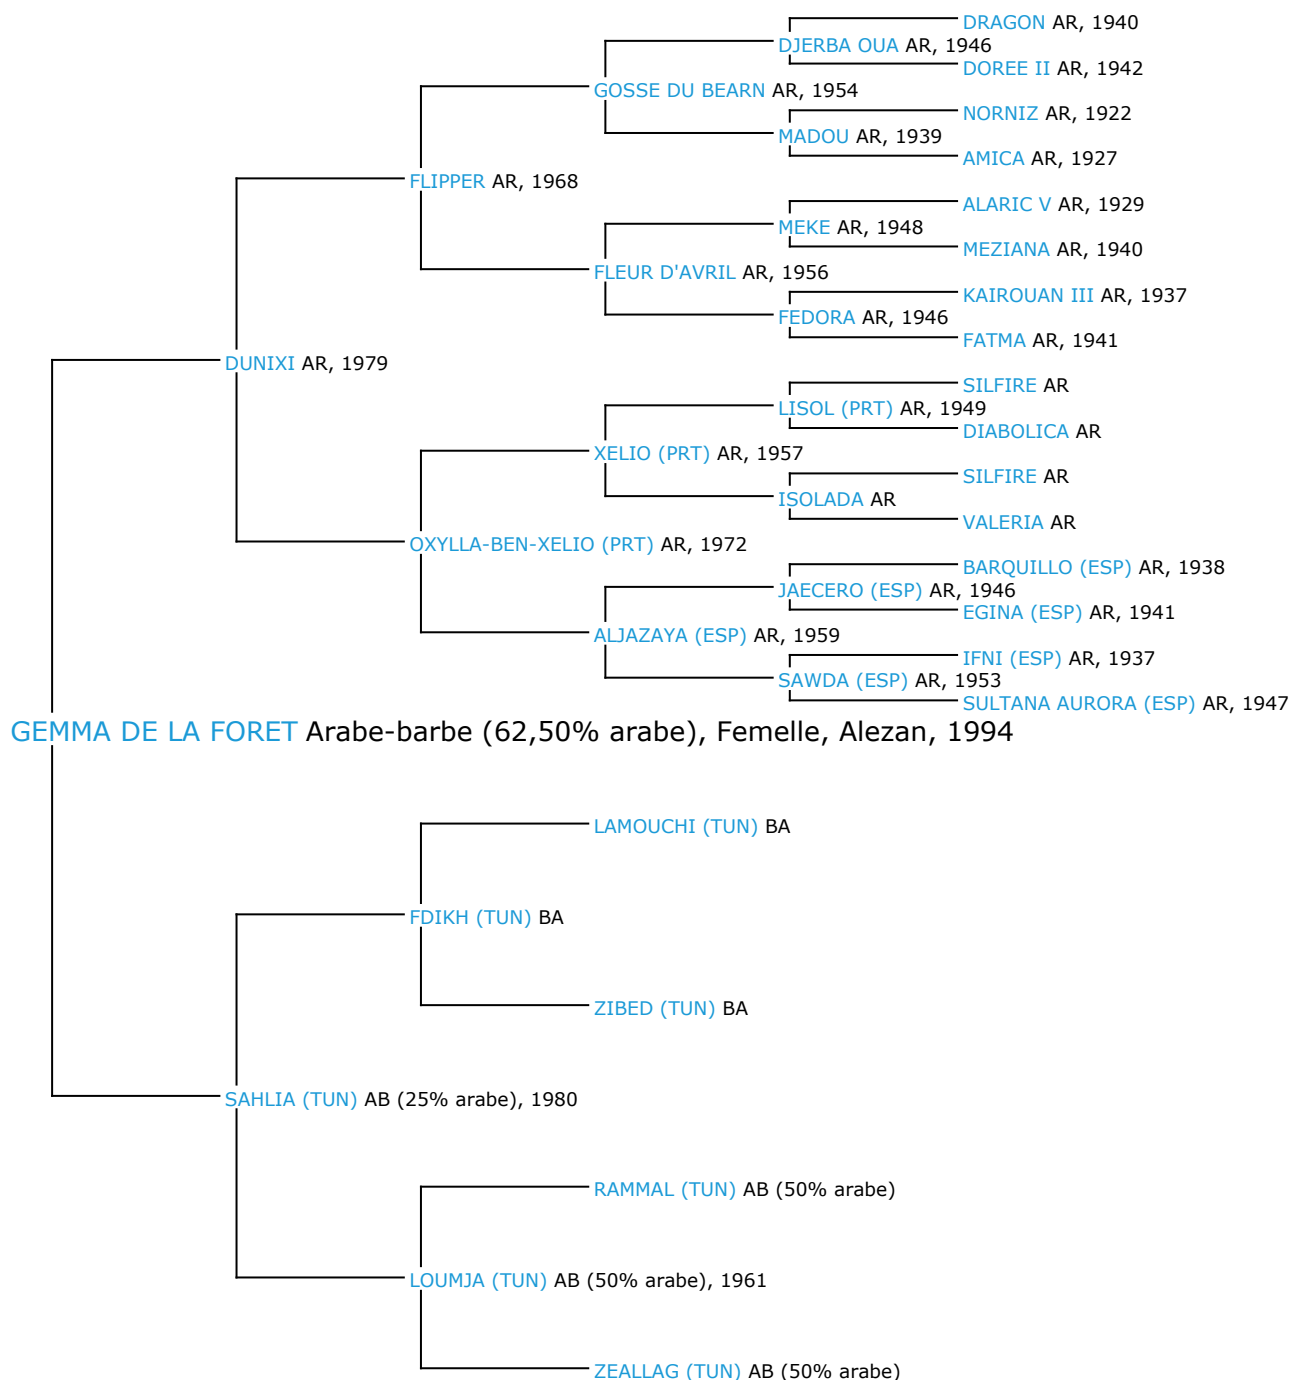 DRAGON AR, 1940
DJERBA OUA AR, 1946
DOREE II AR, 1942
GOSSE DU BEARN AR, 1954
NORNIZ AR, 1922
MADOU AR, 1939
AMICA AR, 1927
FLIPPER AR, 1968
ALARIC V AR, 1929
MEKE AR, 1948
MEZIANA AR, 1940
FLEUR D'AVRIL AR, 1956
KAIROUAN III AR, 1937
FEDORA AR, 1946
FATMA AR, 1941
DUNIXI AR, 1979
SILFIRE AR
LISOL (PRT) AR, 1949
DIABOLICA AR
XELIO (PRT) AR, 1957
SILFIRE AR
ISOLADA AR
VALERIA AR
OXYLLA-BEN-XELIO (PRT) AR, 1972
BARQUILLO (ESP) AR, 1938
JAECERO (ESP) AR, 1946
EGINA (ESP) AR, 1941
ALJAZAYA (ESP) AR, 1959
IFNI (ESP) AR, 1937
SAWDA (ESP) AR, 1953
SULTANA AURORA (ESP) AR, 1947
GEMMA DE LA FORET Arabe-barbe (62,50% arabe), Femelle, Alezan, 1994
LAMOUCHI (TUN) BA
FDIKH (TUN) BA
ZIBED (TUN) BA
SAHLIA (TUN) AB (25% arabe), 1980
RAMMAL (TUN) AB (50% arabe)
LOUMJA (TUN) AB (50% arabe), 1961
ZEALLAG (TUN) AB (50% arabe)